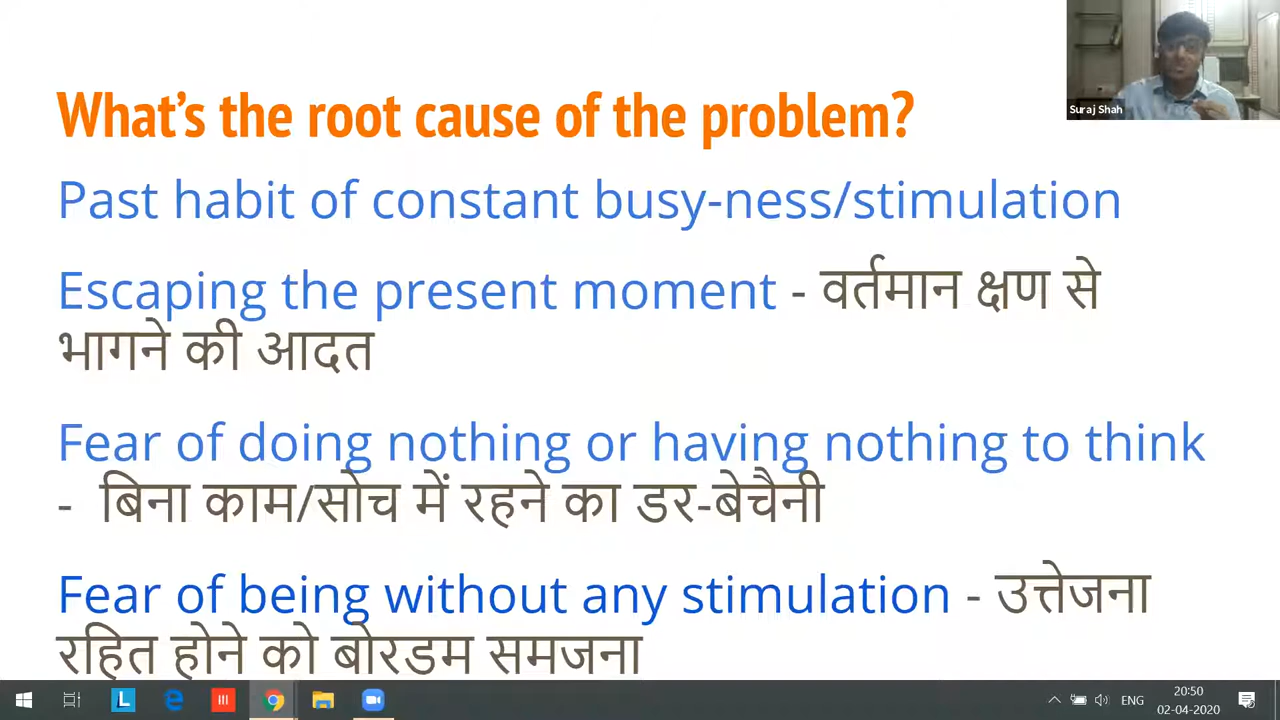 Suraj Shah
What's the root cause of the problem?
Past habit of constant busy-ness/stimulation
Escaping the present moment - वर्तमान क्षण से
भागने की आदत
Fear of doing nothing or having nothing to think
- बिना काम/सोच में रहने का डर-बेचैनी
Fear of being without any stimulation - उत्तेजना
रहित होने को बोरडम समजना
L
ENG
20:50
02-04-2020